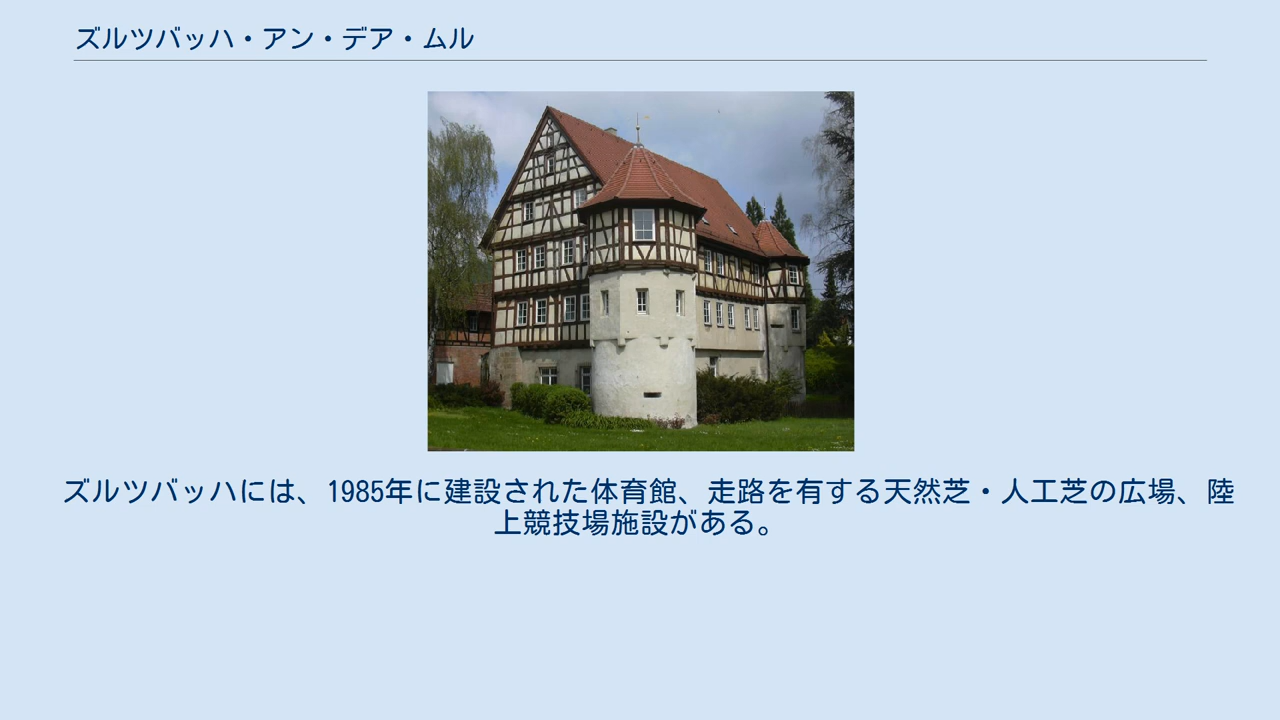 ズルツバッハ・アン・デア・ムル
ズルツバッハには、1985年に建設された体育館、走路を有する天然芝・人工芝の広場、陸
上競技場施設がある。